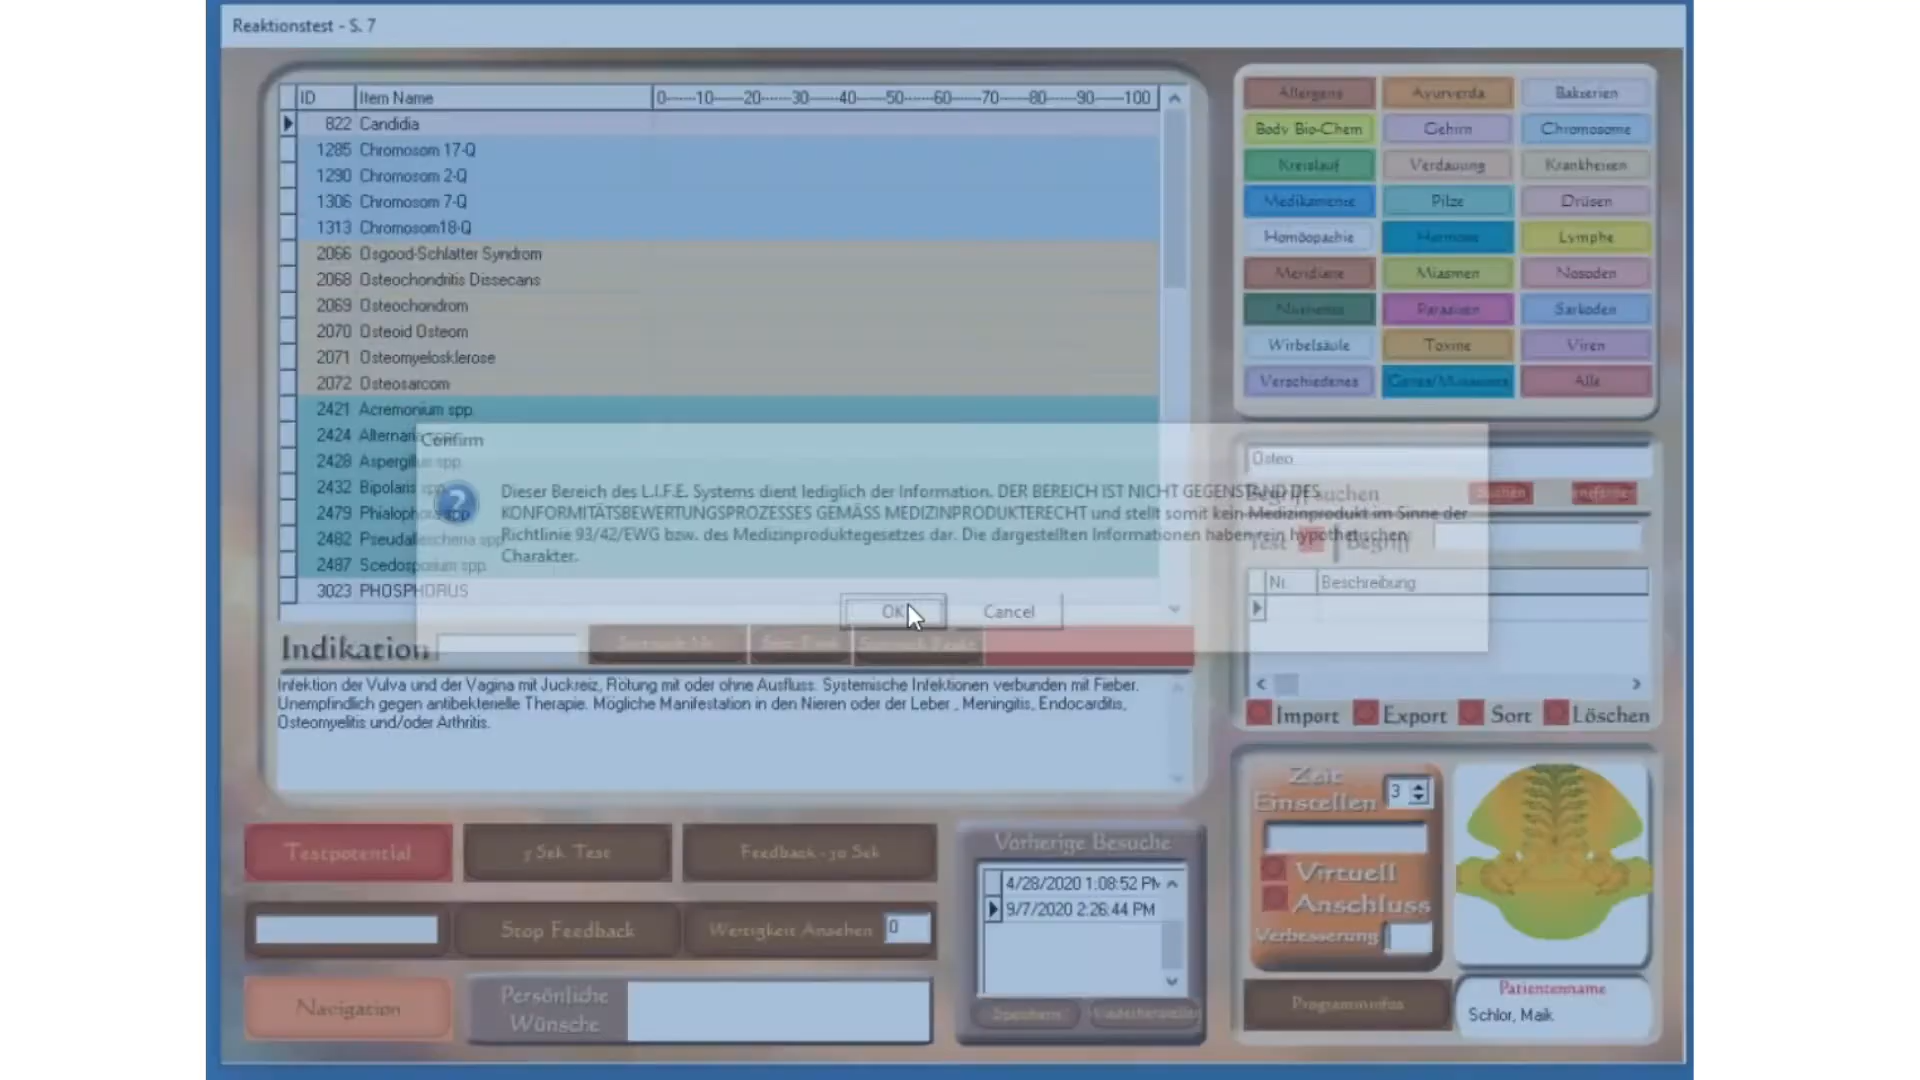 Reaktionstest - S. 7
ID Item Name 0-----10-----20-----30-----40-----50-----60-----70-----80-----90-----100
822 Candidia
1285 Chromosom 17-Q
1290 Chromosom 2-Q
1306 Chromosom 7-Q
1313 Chromosom18-Q
2066 Osgood-Schlatter Syndrom
2068 Osteochondritis Dissecans
2069 Osteochondrom
2070 Osteoid Osteom
2071 Osteomyelosklerose
2072 Osteosarcom
2421 Acremonium spp.
2424 Alternaria
2428 Aspergillus spp.
2432 Bipolaris spp.
2479 Phialophora spp.
2482 Pseudallescheria spp.
2487 Scedosporium spp.
3023 PHOSPHORUS
Confirm
Dieser Bereich des L.I.F.E. Systems dient lediglich der Information. DER BEREICH IST NICHT GEGENSTAND DES
KONFORMITÄTSBEWERTUNGSPROZESSES GEMÄSS MEDIZINPRODUKTERECHT und stellt somit kein Medizinprodukt im Sinne der
Richtlinie 93/42/EWG bzw. des Medizinproduktegesetzes dar. Die dargestellten Informationen haben rein hypothetischen
Charakter.
OK Cancel
Indikation
Infektion der Vulva und der Vagina mit Juckreiz, Rötung mit oder ohne Ausfluss. Systemische Infektionen verbunden mit Fieber.
Unempfindlich gegen antibekterielle Therapie. Mögliche Manifestation in den Nieren oder der Leber , Meningitis, Endocarditis,
Osteomyelitis und/oder Arthritis.
Allergene Ayurverda Bakterien
Body Bio-Chem Gehirn Chromosome
Kreislauf Verdauung Krankheiten
Medikamente Pilze Drüsen
Homöopathie Hormone Lymphe
Meridiane Miasmen Nosoden
Parasiten Sarkoden
Wirbelsäule Toxine Viren
Verschiedenes Alle
Osteo
Begriff suchen Suchen
Test Begriff
Nr. Beschreibung
Import Export Sort Löschen
Testpotential
7 Sek. Test
Feedback - 30 Sek
Stop Feedback
Wertigkeit Ansehen 0
Navigation
Persönliche
Wünsche
Vorherige Besuche
4/28/2020 1:08:52 PM
9/7/2020 2:26:44 PM
Speichern
Zeit
Einstellen 3
Virtuell
Anschluss
Verbesserung
Programminfos
Patientenname
Schlor, Maik